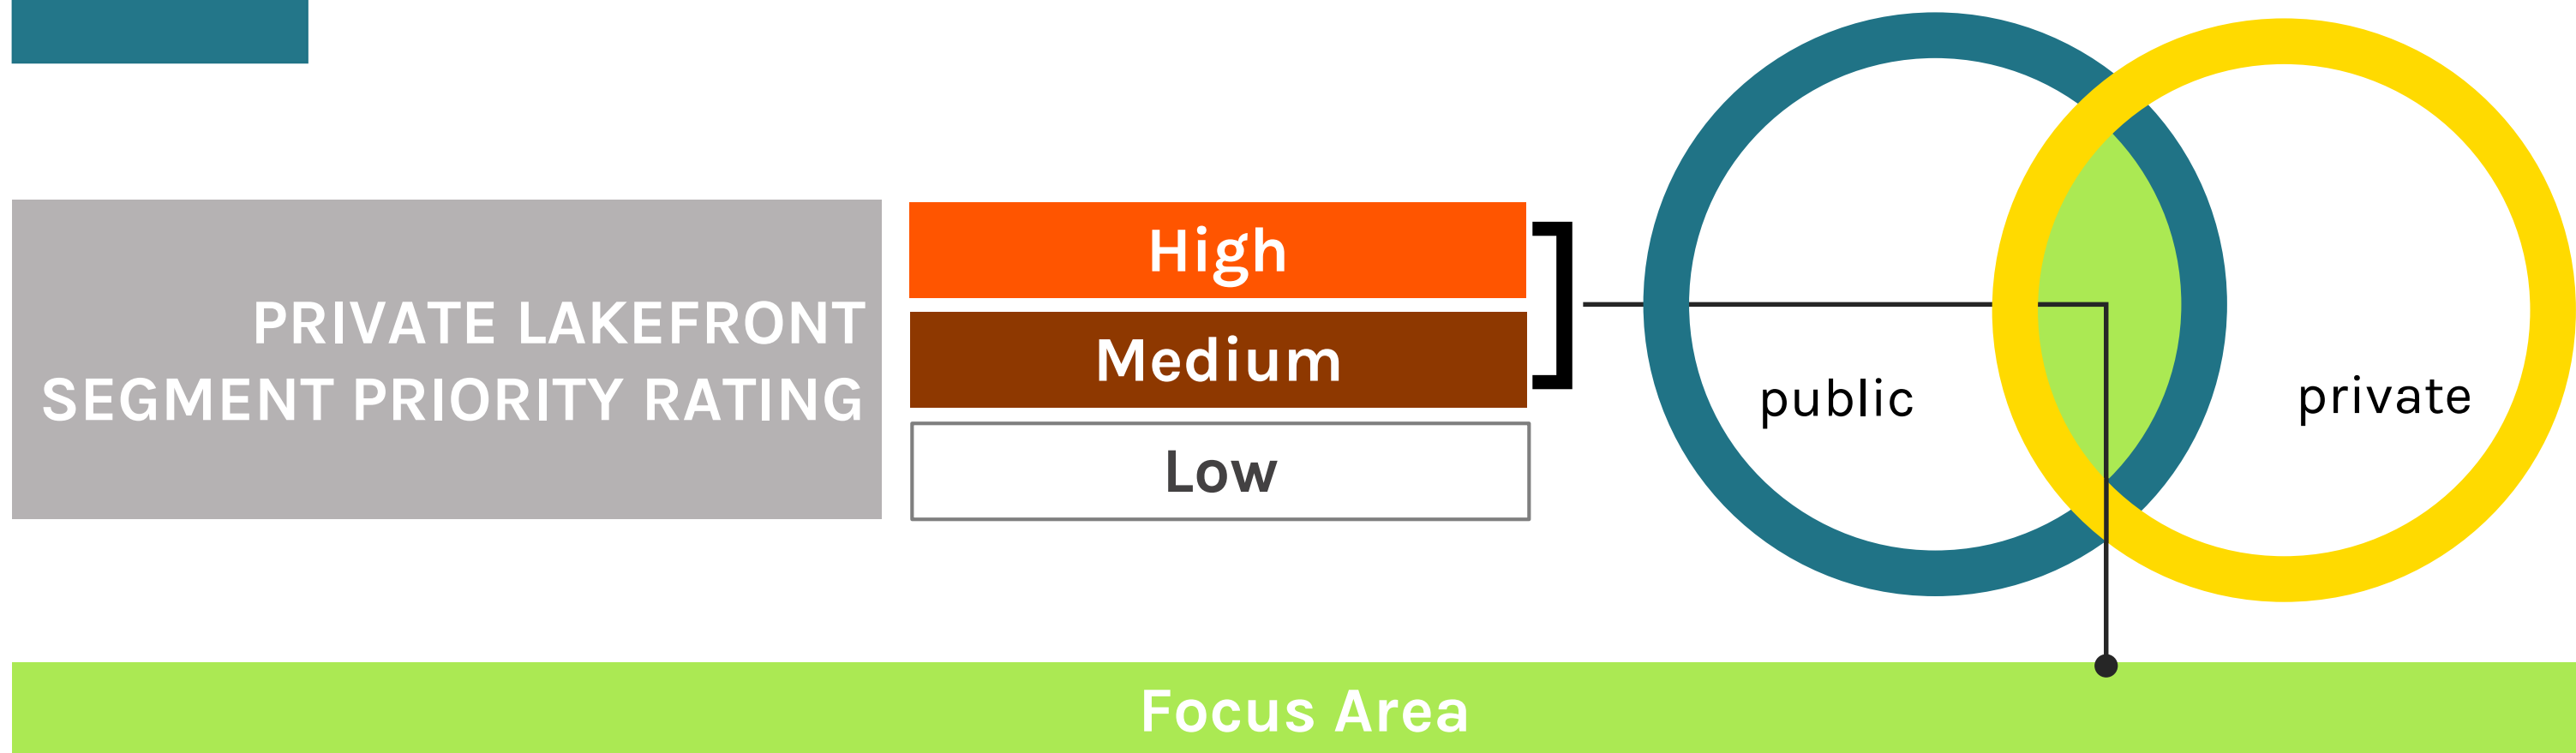 PRIVATE LAKEFRONT
SEGMENT PRIORITY RATING
High
Medium
Low
public
private
Focus Area